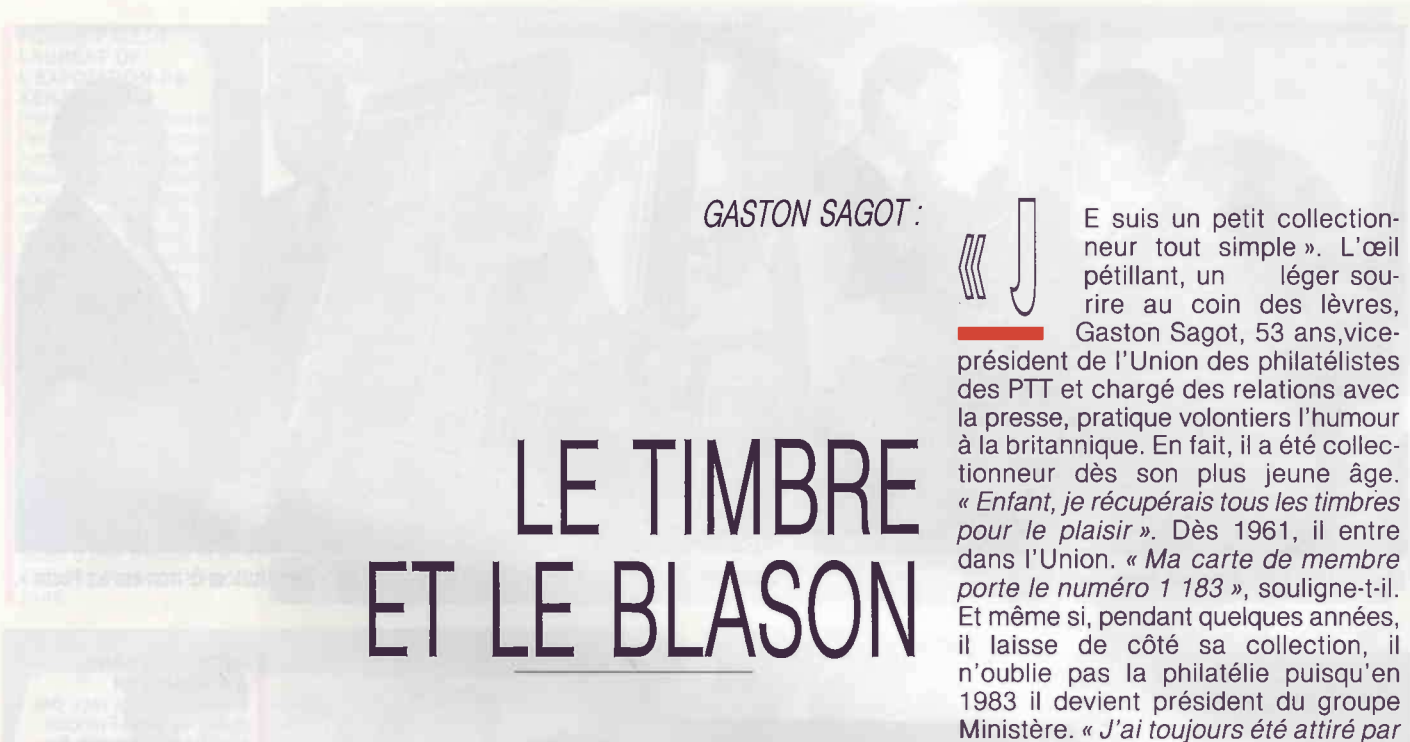 GASTON SAGOT :
LE TIMBRE
ET LE BLASON
« J
E suis un petit collection-
neur tout simple ». L'œil
pétillant, un léger sou-
rire au coin des lèvres,
Gaston Sagot, 53 ans,vice-
président de l'Union des philatélistes
des PTT et chargé des relations avec
la presse, pratique volontiers l'humour
à la britannique. En fait, il a été collec-
tionneur dès son plus jeune âge.
« Enfant, je récupérais tous les timbres
pour le plaisir ». Dès 1961, il entre
dans l'Union. « Ma carte de membre
porte le numéro 1 183 », souligne-t-il.
Et même si, pendant quelques années,
il laisse de côté sa collection, il
n'oublie pas la philatélie puisqu'en
1983 il devient président du groupe
Ministère. « J'ai toujours été attiré par